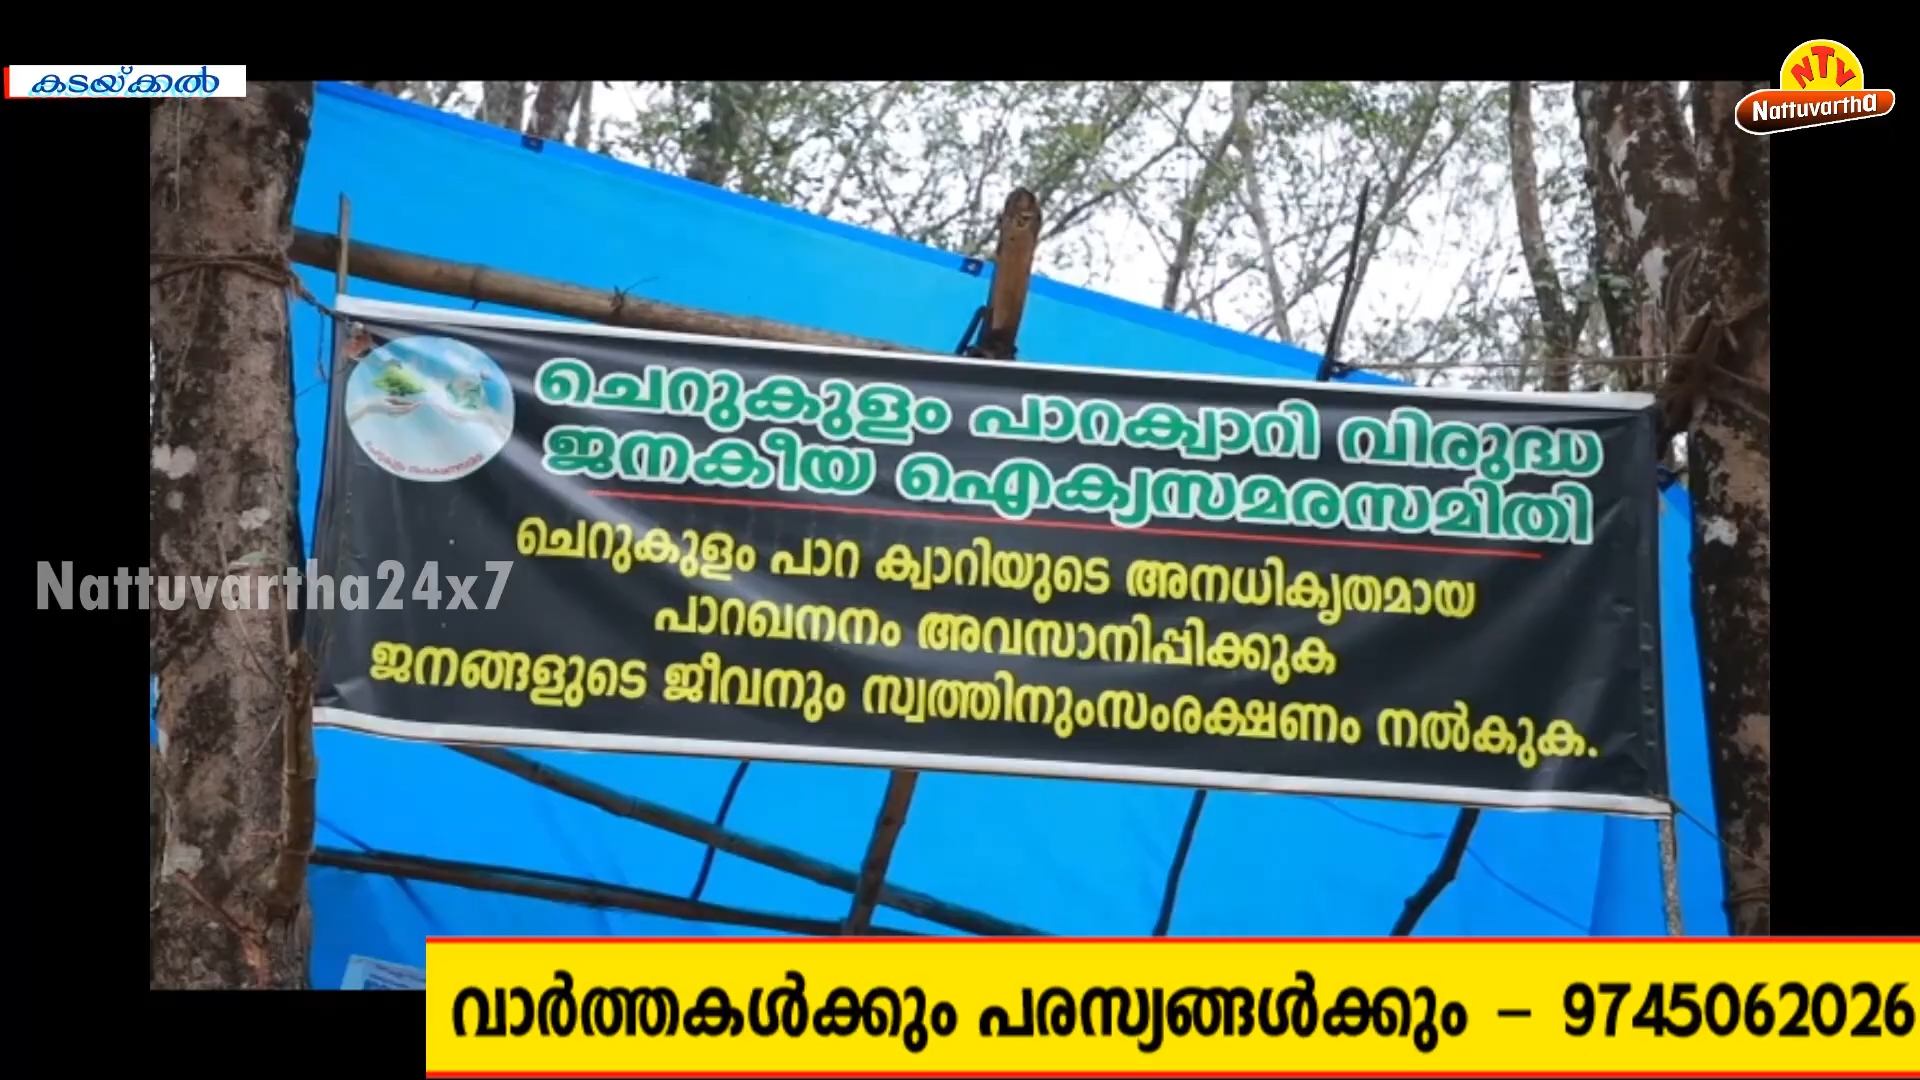 കടയ്ക്കൽ
NTV
Nattuvartha
ചെറുകുളം പാറക്വാറി വിരുദ്ധ
ജനകീയ ഐക്യസമരസമിതി
ചെറുകുളം പാറ ക്വാറിയുടെ അനധികൃതമായ
പാറഖനനം അവസാനിപ്പിക്കുക
ജനങ്ങളുടെ ജീവനും സ്വത്തിനുംസംരക്ഷണം നൽകുക.
Nattuvartha24x7
വാർത്തകൾക്കും പരസ്യങ്ങൾക്കും - 9745062026